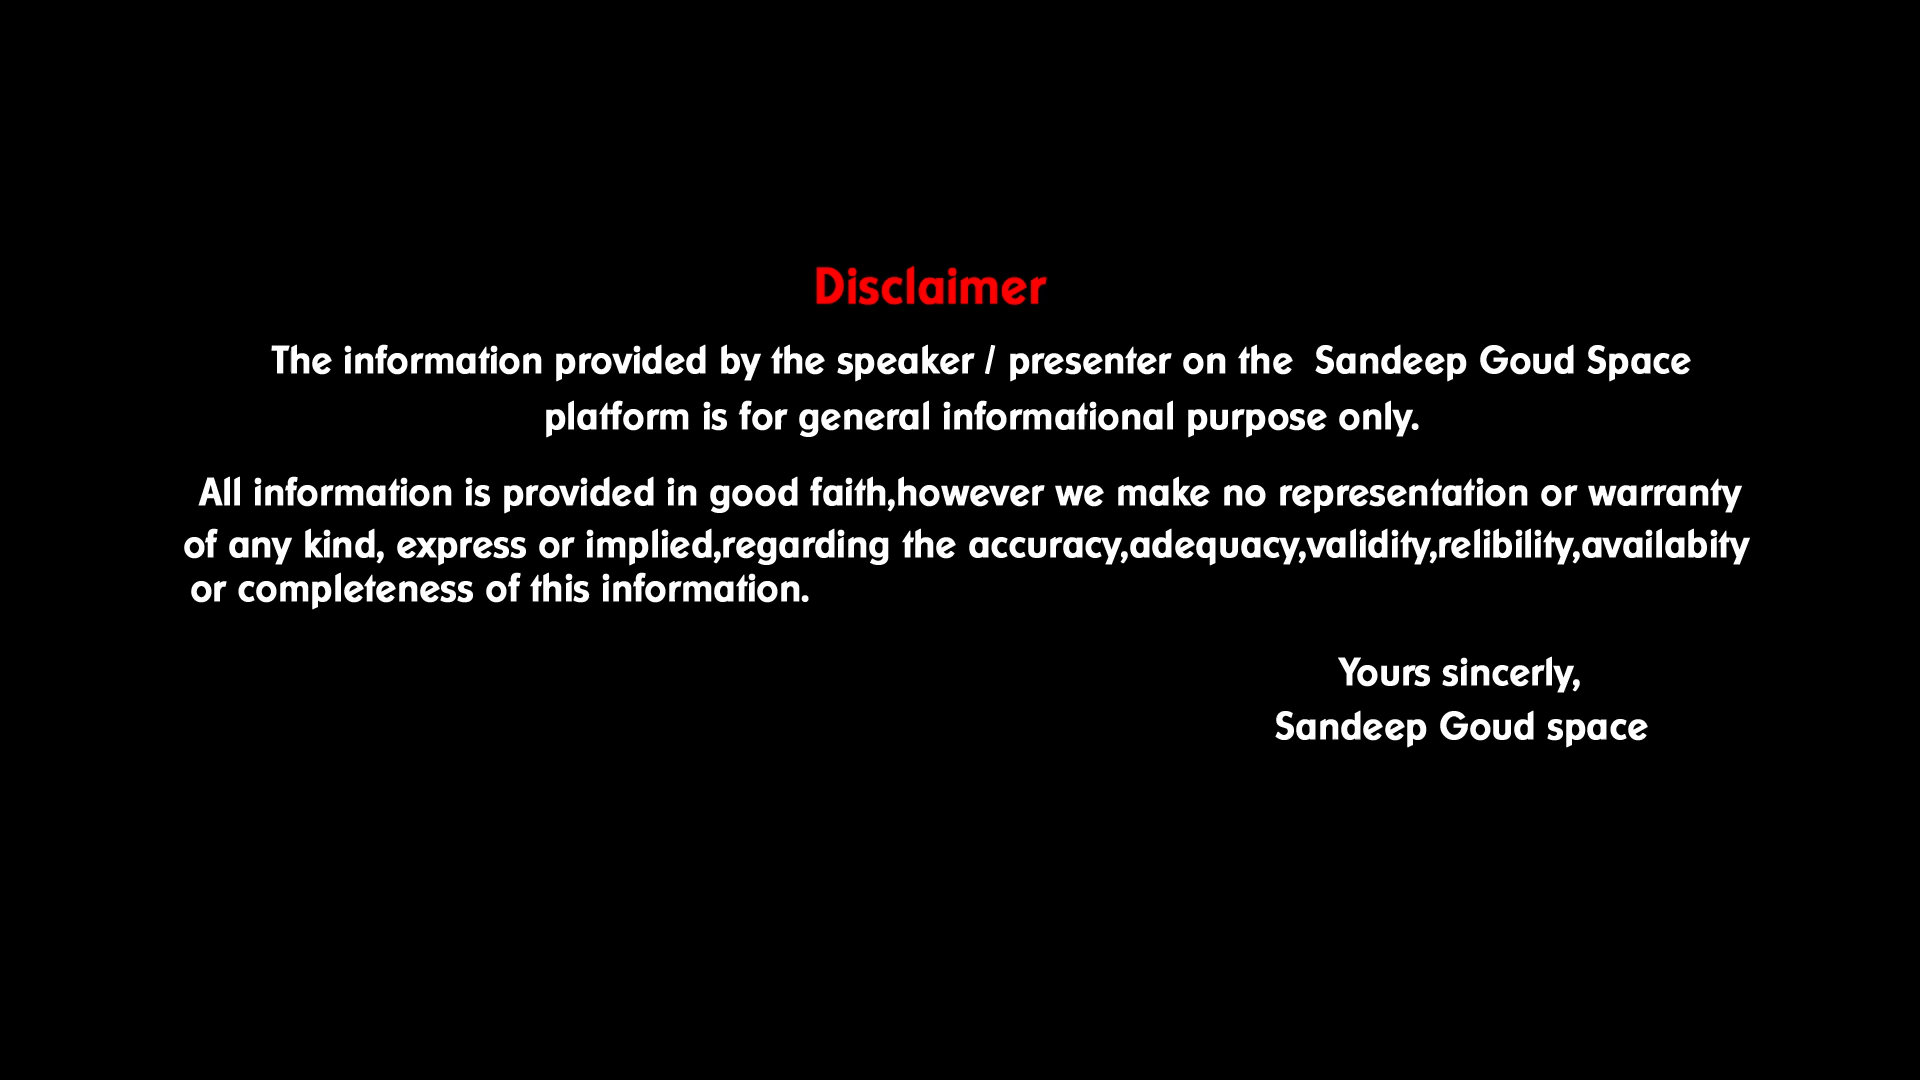 Disclaimer
The information provided by the speaker / presenter on the Sandeep Goud Space
platform is for general informational purpose only.
All information is provided in good faith,however we make no representation or warranty
of any kind, express or implied,regarding the accuracy,adequacy,validity,relibility,availabity
or completeness of this information.
Yours sincerly,
Sandeep Goud space